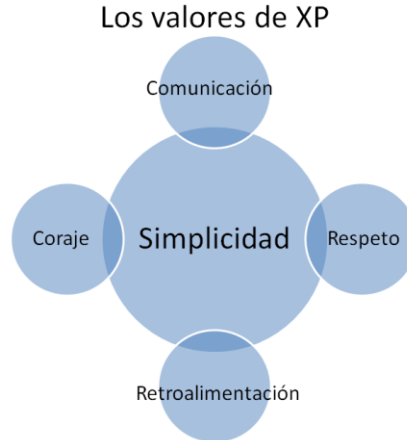 Los valores de XP
Comunicación
Coraje
Simplicidad
Respeto
Retroalimentación